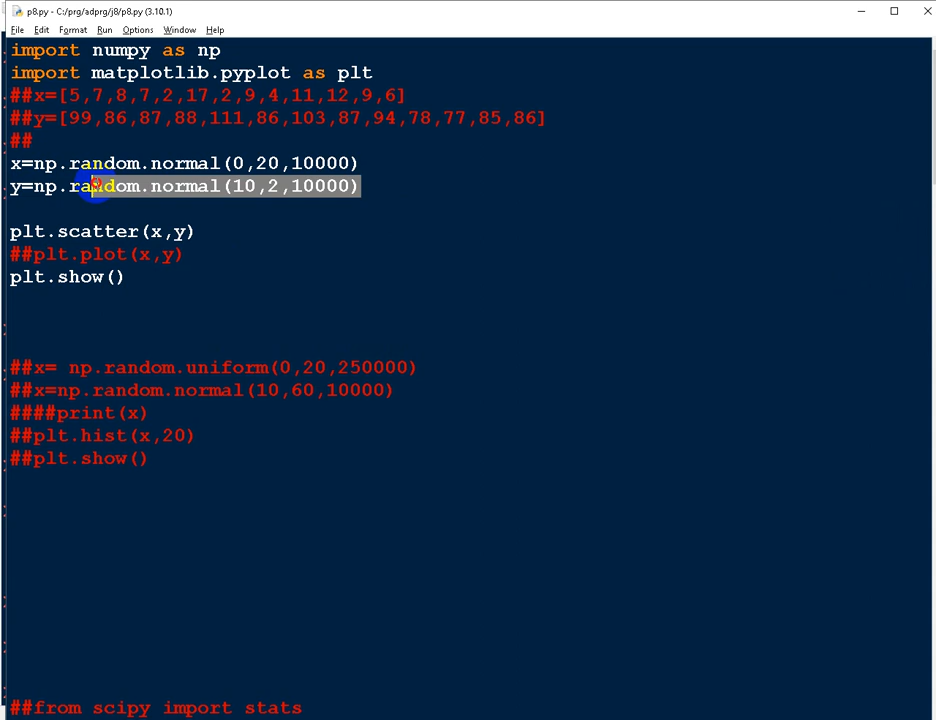 p8.py - C:/prg/adprg/j8/p8.py (3.10.1)
File Edit Format Run Options Window Help
import numpy as np
import matplotlib.pyplot as plt
##x=[5,7,8,7,2,17,2,9,4,11,12,9,6]
##y=[99,86,87,88,111,86,103,87,94,78,77,85,86]
##
x=np.random.normal(0,20,10000)
y=np.random.normal(10,2,10000)
plt.scatter(x,y)
##plt.plot(x,y)
plt.show()
##x= np.random.uniform(0,20,250000)
##x=np.random.normal(10,60,10000)
####print(x)
##plt.hist(x,20)
##plt.show()
##from scipy import stats